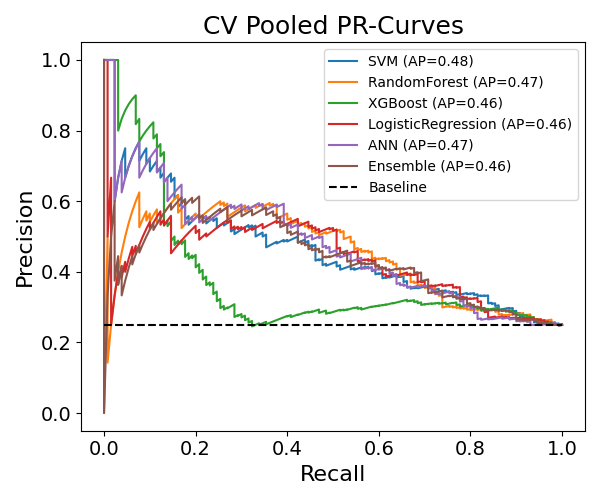 CV Pooled PR-Curves
Precision
1.0
0.8
0.6
0.4
0.2
0.0
SVM (AP=0.48)
RandomForest (AP=0.47)
XGBoost (AP=0.46)
LogisticRegression (AP=0.46)
ANN (AP=0.47)
Ensemble (AP=0.46)
Baseline
0.0 0.2 0.4 0.6 0.8 1.0
Recall